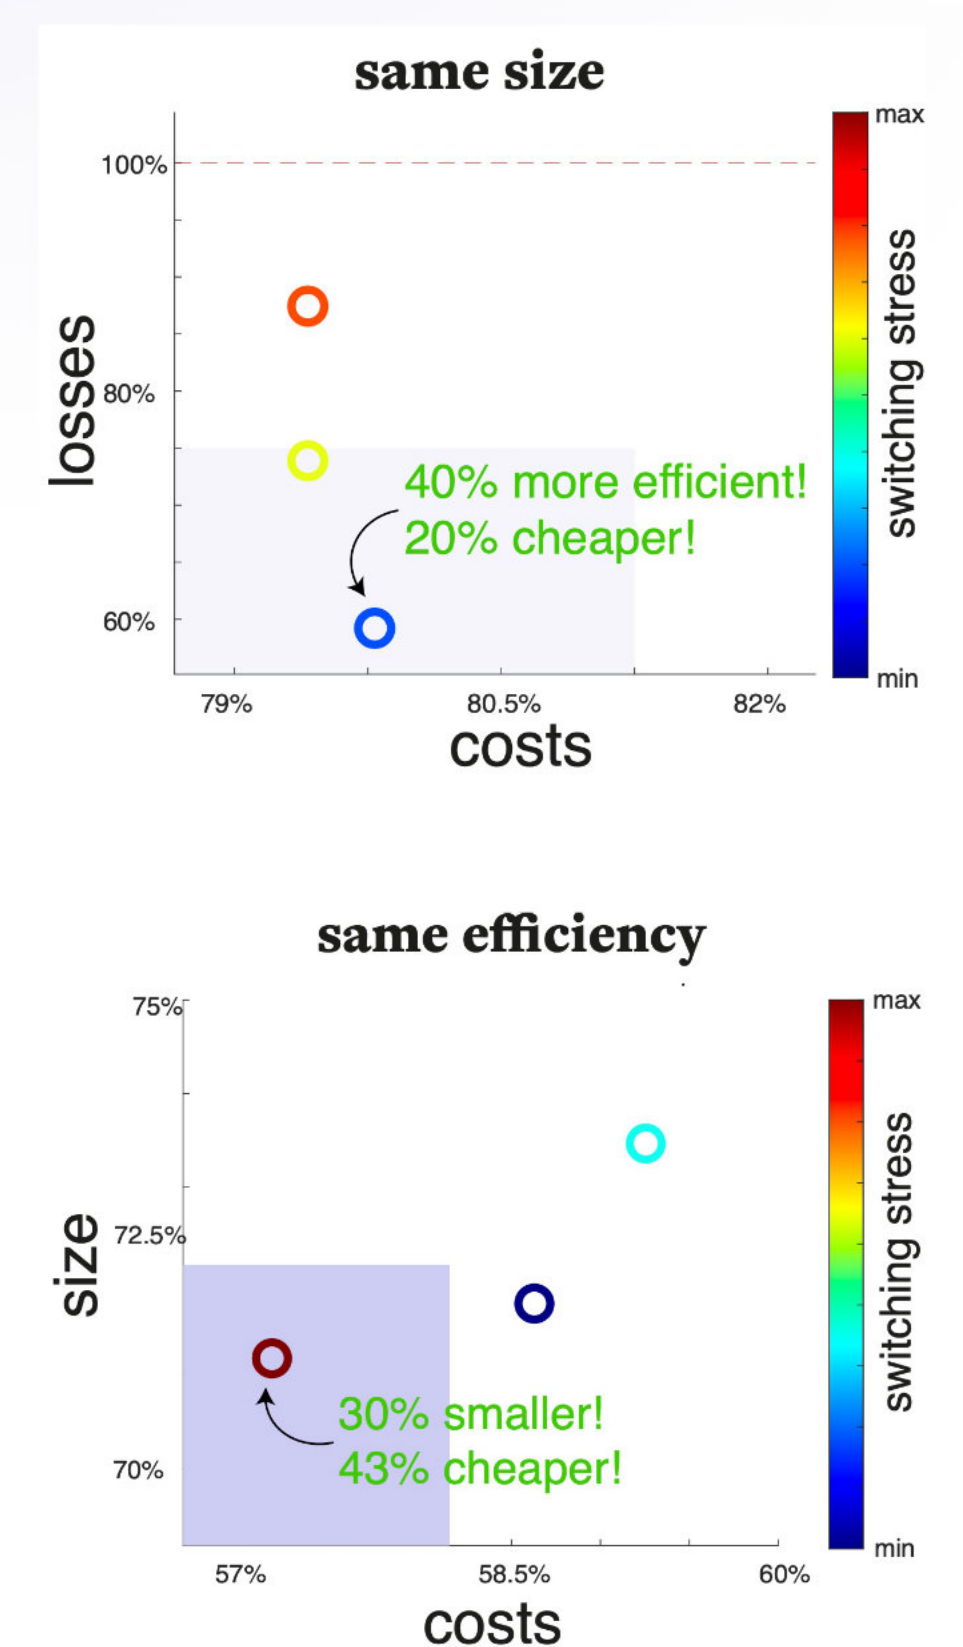 same size
max
100%
losses
80%
switching stress
40% more efficient!
20% cheaper!
60%
min
79%
80.5%
82%
costs
same efficiency
75%
max
size
72.5%
switching stress
30% smaller!
43% cheaper!
70%
min
57%
58.5%
60%
costs